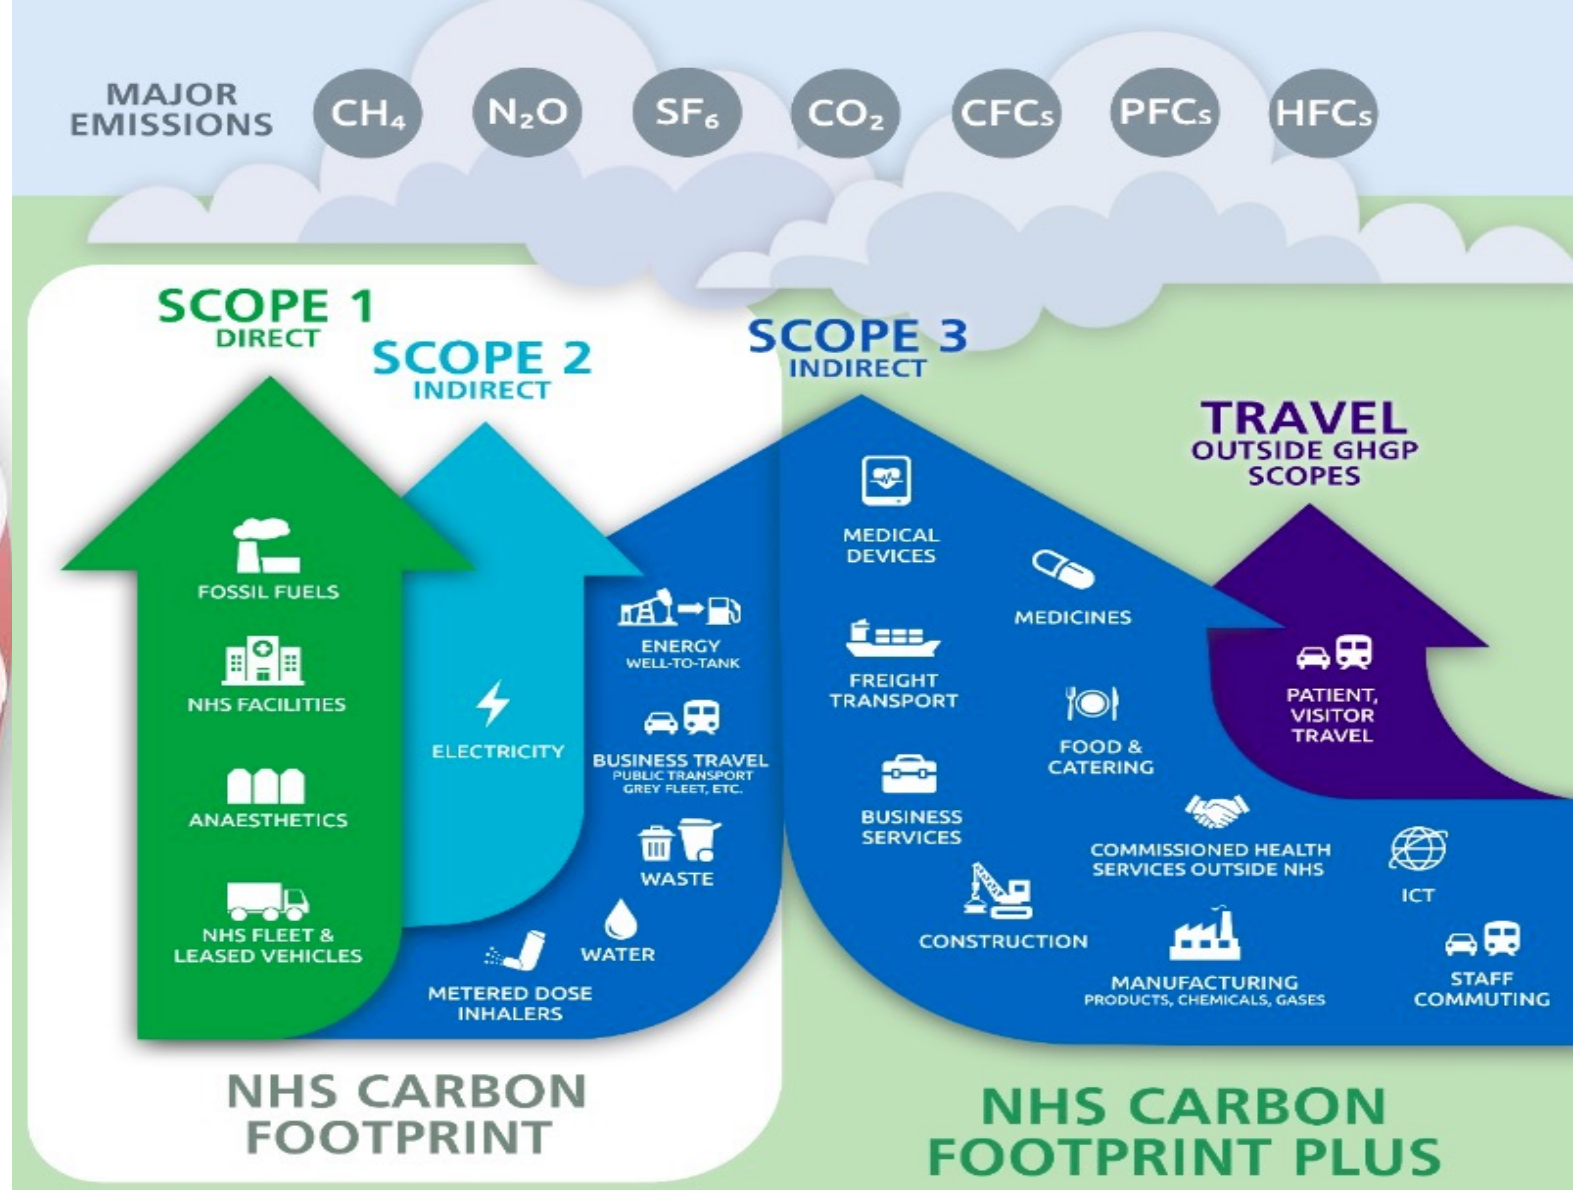 MAJOR
EMISSIONS
CH₄
N₂O
SF₆
CO₂
CFCs
PFCs
HFCs
SCOPE 1
DIRECT
SCOPE 2
INDIRECT
SCOPE 3
INDIRECT
TRAVEL
OUTSIDE GHGP
SCOPES
FOSSIL FUELS
NHS FACILITIES
ANAESTHETICS
NHS FLEET &
LEASED VEHICLES
ELECTRICITY
ENERGY
WELL-TO-TANK
BUSINESS TRAVEL
PUBLIC TRANSPORT
GREY FLEET, ETC.
WASTE
WATER
METERED DOSE
INHALERS
MEDICAL
DEVICES
MEDICINES
FREIGHT
TRANSPORT
FOOD &
CATERING
BUSINESS
SERVICES
COMMISSIONED HEALTH
SERVICES OUTSIDE NHS
CONSTRUCTION
MANUFACTURING
PRODUCTS, CHEMICALS, GASES
ICT
STAFF
COMMUTING
PATIENT,
VISITOR
TRAVEL
NHS CARBON
FOOTPRINT
NHS CARBON
FOOTPRINT PLUS